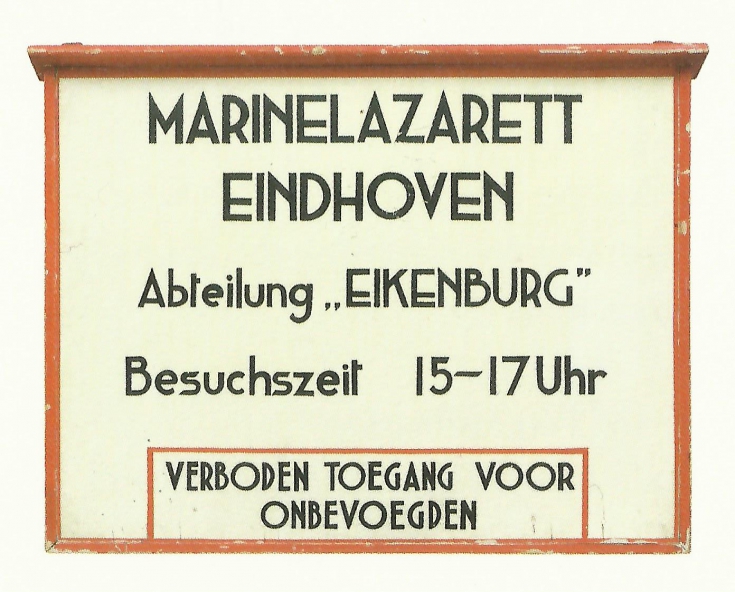 MARINELAZARETT
EINDHOVEN
Abteilung „EIKENBURG”
Besuchszeit 15–17 Uhr
VERBODEN TOEGANG VOOR
ONBEVOEGDEN